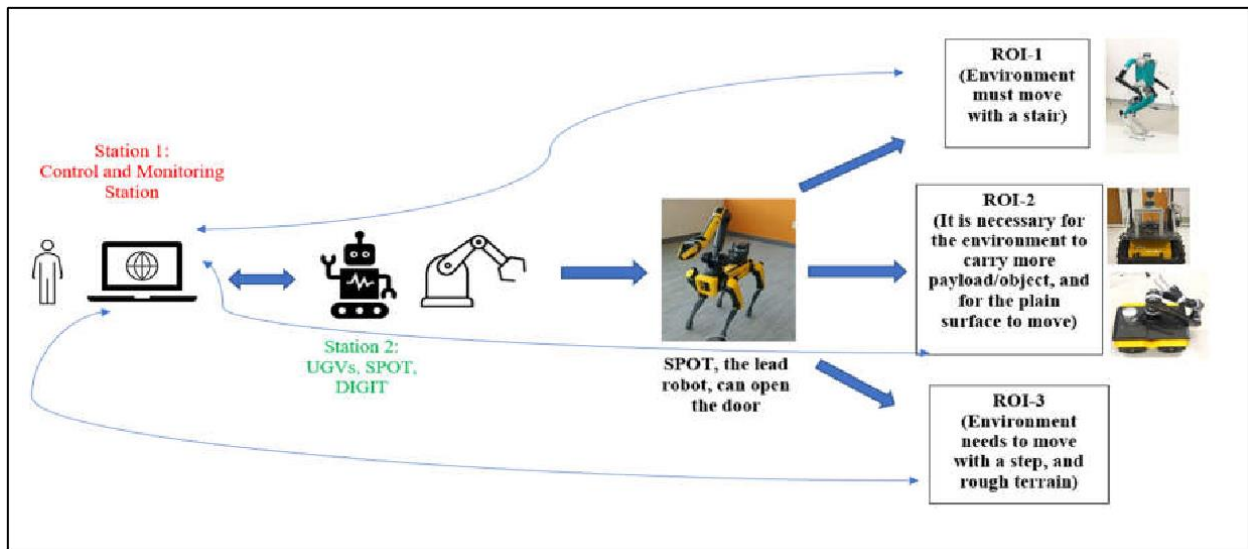 Station 1:
Control and Monitoring
Station
Station 2:
UGVs, SPOT,
DIGIT
SPOT, the lead
robot, can open
the door
ROI-1
(Environment
must move
with a stair)
ROI-2
(It is necessary for
the environment to
carry more
payload/object, and
for the plain
surface to move)
ROI-3
(Environment
needs to move
with a step, and
rough terrain)